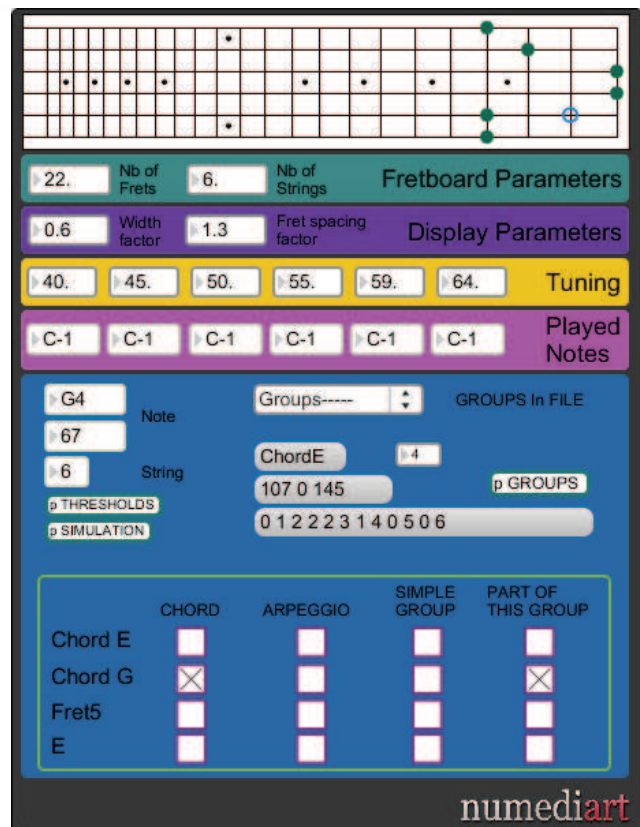 22. Nb of Frets 6. Nb of Strings Fretboard Parameters
0.6 Width factor 1.3 Fret spacing factor Display Parameters
40. 45. 50. 55. 59. 64. Tuning
C-1 C-1 C-1 C-1 C-1 C-1 Played Notes
G4 Note
67
6 String
p THRESHOLDS
p SIMULATION
Groups----- GROUPS In FILE
ChordE 4
107 0 145 p GROUPS
0 1 2 2 2 3 1 4 0 5 0 6
CHORD ARPEGGIO SIMPLE GROUP PART OF THIS GROUP
Chord E
Chord G
Fret5
E
numediart